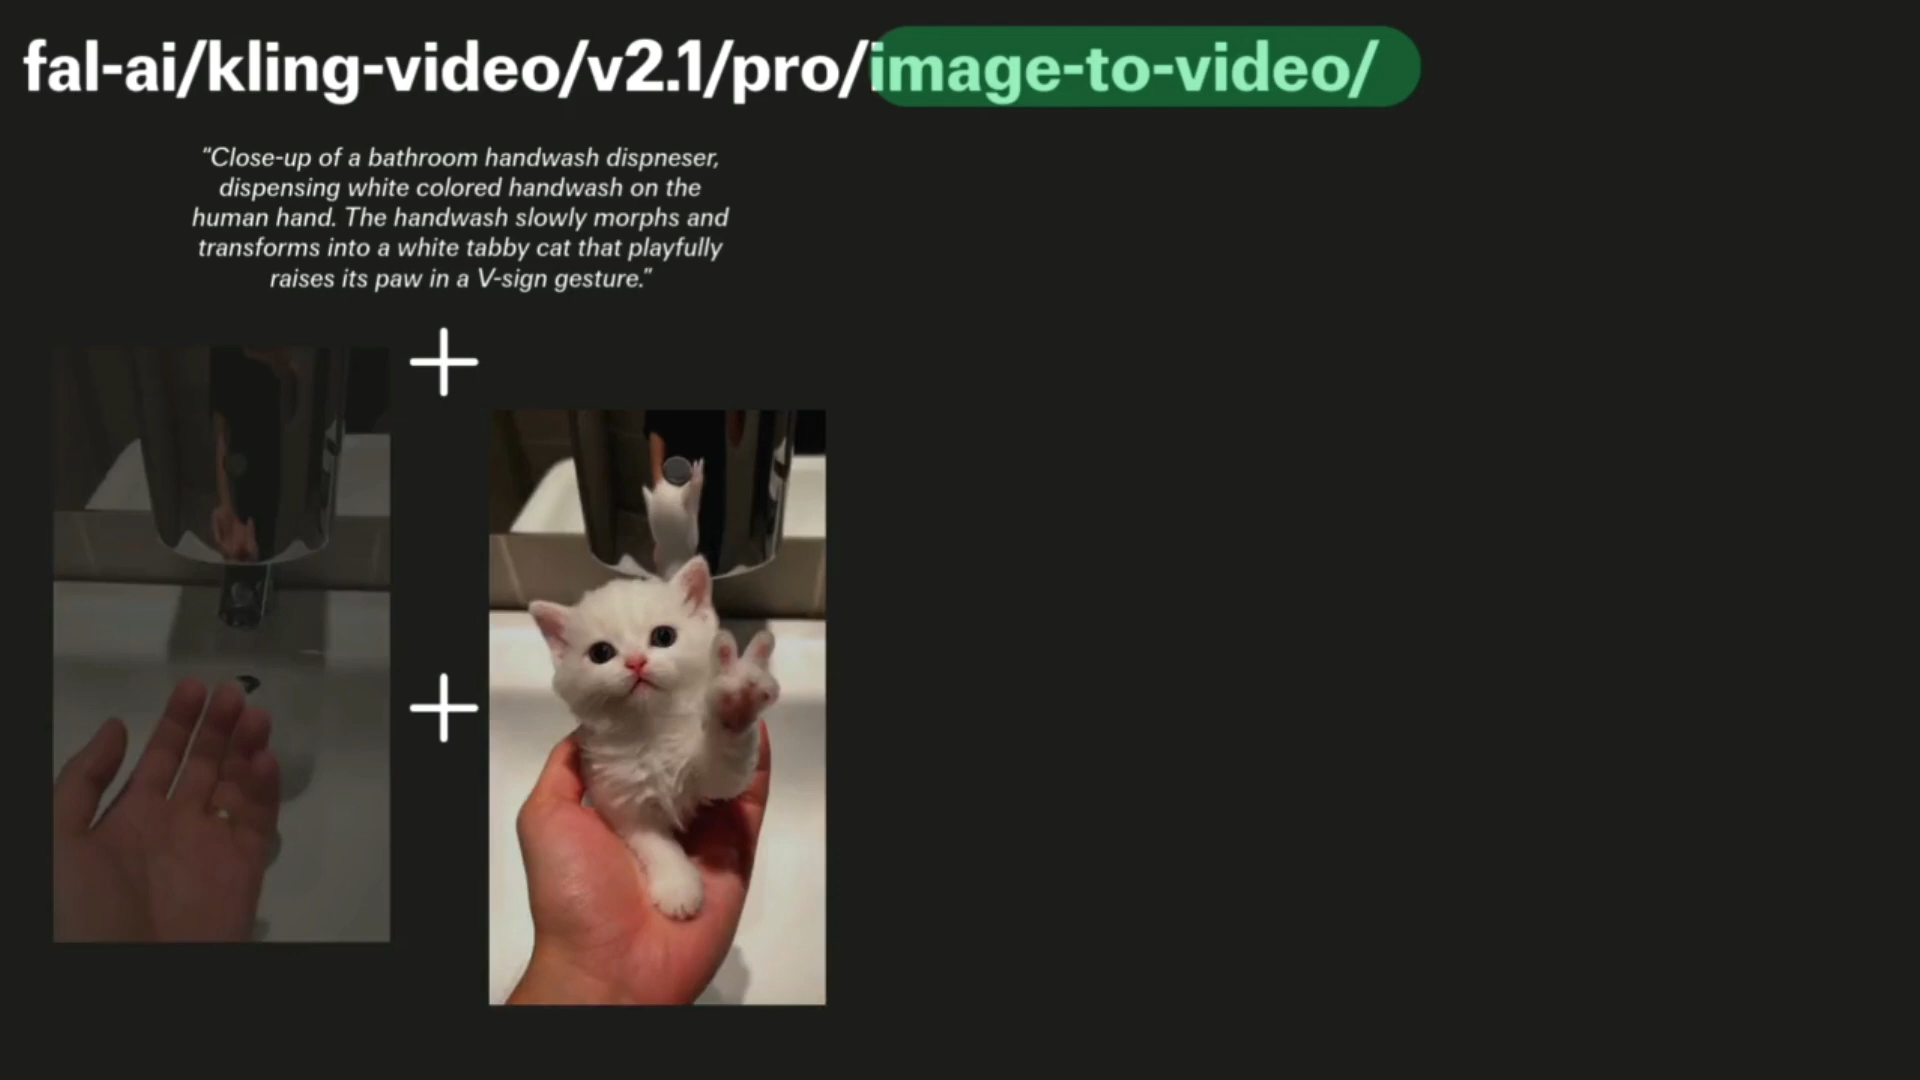 fal-ai/kling-video/v2.1/pro/image-to-video/
"Close-up of a bathroom handwash dispneser,
dispensing white colored handwash on the
human hand. The handwash slowly morphs and
transforms into a white tabby cat that playfully
raises its paw in a V-sign gesture."